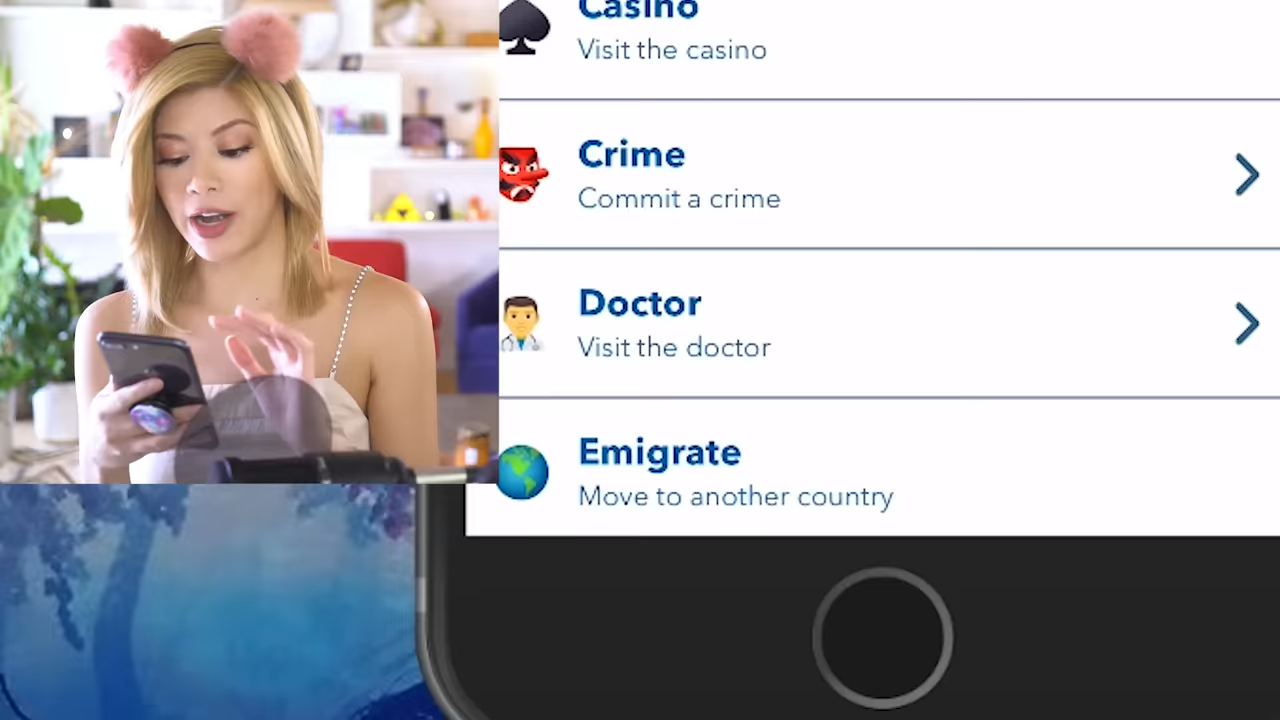 Casino
Visit the casino
Crime
Commit a crime
Doctor
Visit the doctor
Emigrate
Move to another country